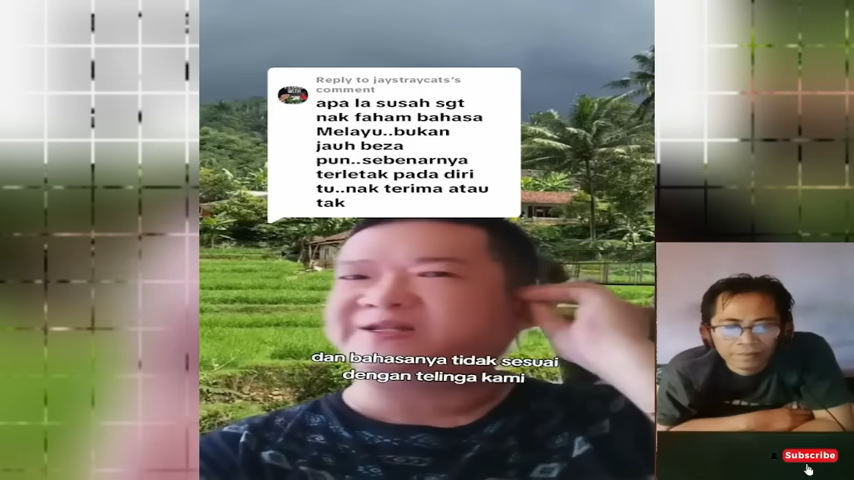 Reply to jaystraycats's
comment
apa la susah sgt
nak faham bahasa
Melayu..bukan
jauh beza
pun..sebenarnya
terletak pada diri
tu..nak terima atau
tak
dan bahasanya tidak sesuai
dengan telinga kami
Subscribe